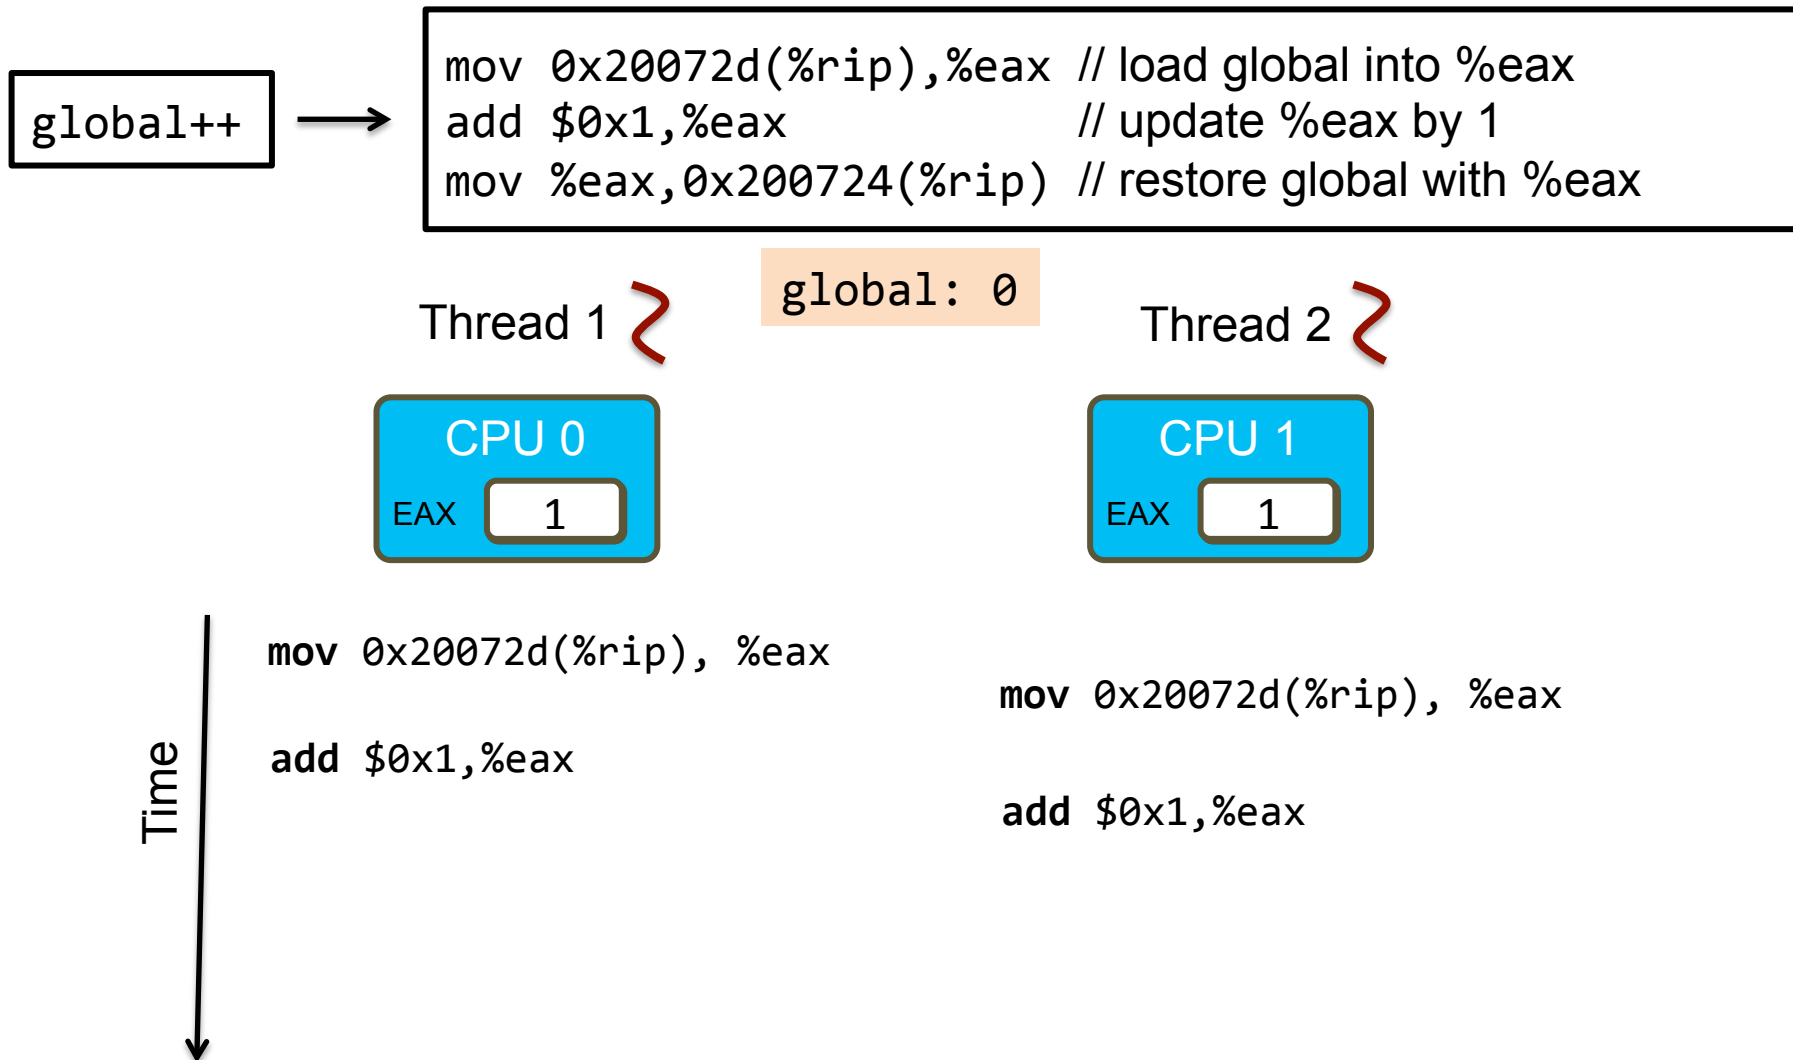 global++
mov 0x20072d(%rip),%eax // load global into %eax
add $0x1,%eax // update %eax by 1
mov %eax,0x200724(%rip) // restore global with %eax
global: 0
Thread 1
Thread 2
CPU 0
EAX 1
CPU 1
EAX 1
Time
mov 0x20072d(%rip), %eax
mov 0x20072d(%rip), %eax
add $0x1,%eax
add $0x1,%eax